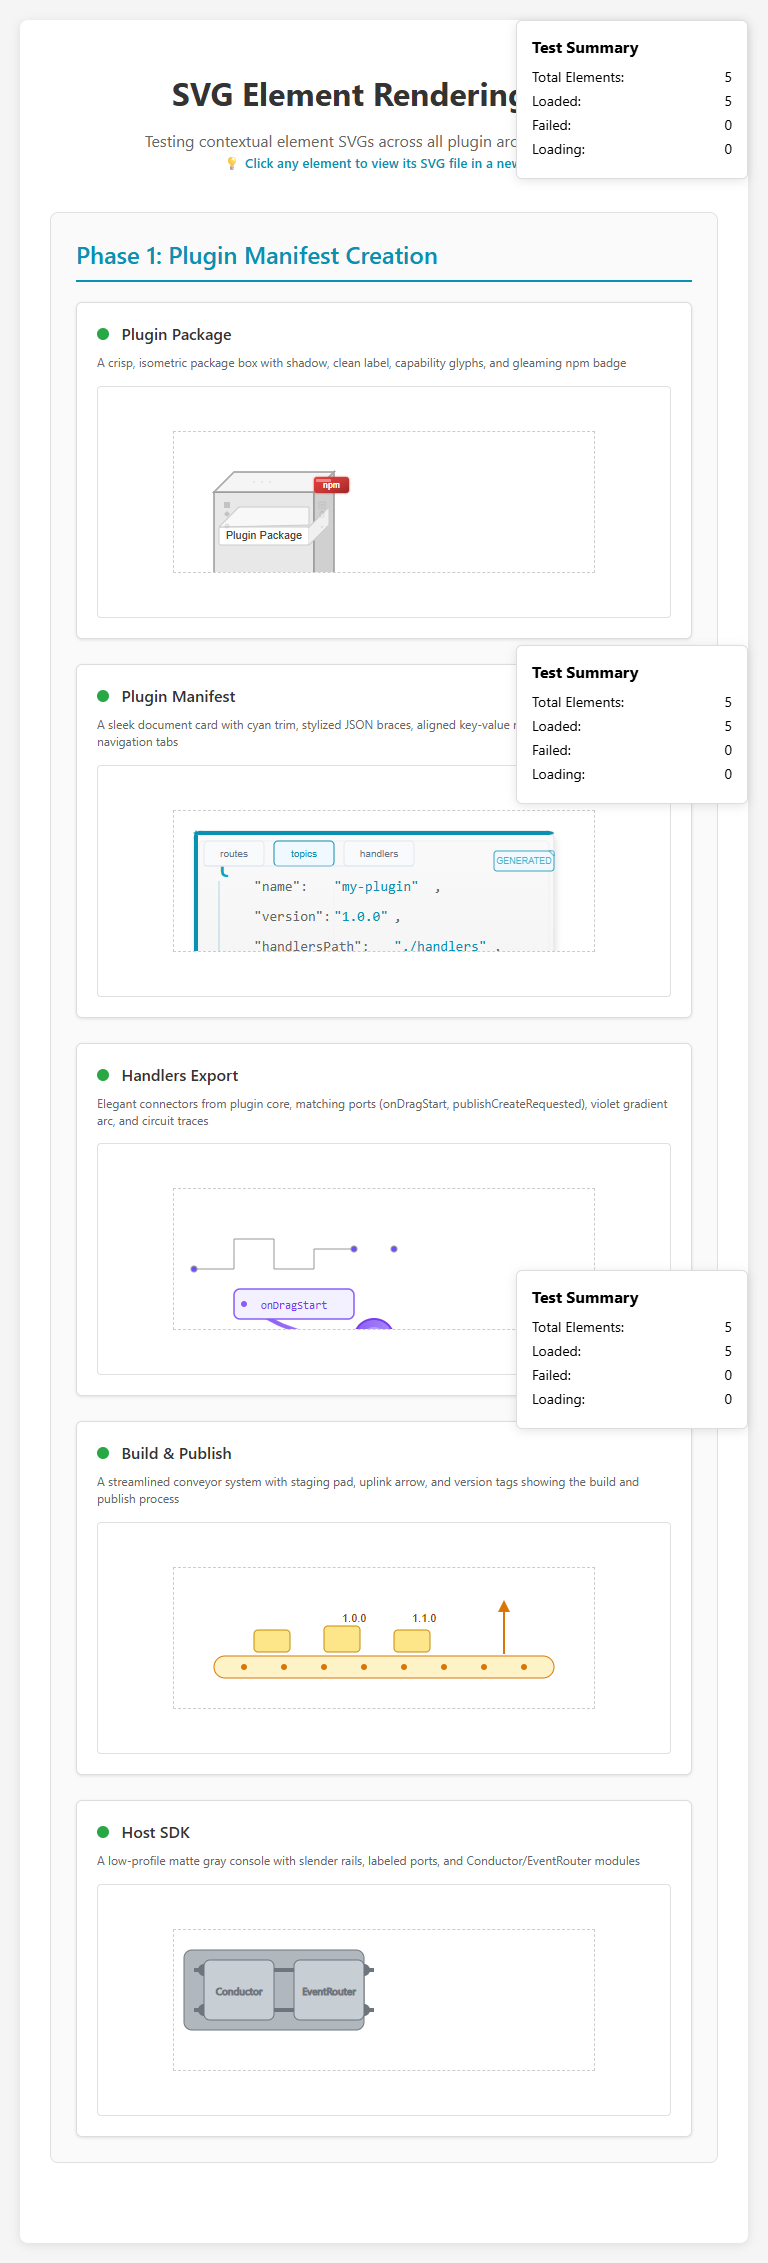 SVG Element Rendering
Testing contextual element SVGs across all plugin
💡 Click any element to view its SVG file in a new
Test Summary
Total Elements: 5
Loaded: 5
Failed: 0
Loading: 0
Phase 1: Plugin Manifest Creation
Plugin Package
A crisp, isometric package box with shadow, clean label, capability glyphs, and gleaming npm badge
npm
Plugin Package
Plugin Manifest
A sleek document card with cyan trim, stylized JSON braces, aligned key-value
navigation tabs
Test Summary
Total Elements: 5
Loaded: 5
Failed: 0
Loading: 0
routes topics handlers
GENERATED
{
"name": "my-plugin" ,
"version": "1.0.0" ,
"handlersPath": "./handlers" ,
Handlers Export
Elegant connectors from plugin core, matching ports (onDragStart, publishCreateRequested), violet gradient
arc, and circuit traces
onDragStart
Test Summary
Total Elements: 5
Loaded: 5
Failed: 0
Loading: 0
Build & Publish
A streamlined conveyor system with staging pad, uplink arrow, and version tags showing the build and
publish process
1.0.0 1.1.0
Host SDK
A low-profile matte gray console with slender rails, labeled ports, and Conductor/EventRouter modules
Conductor EventRouter